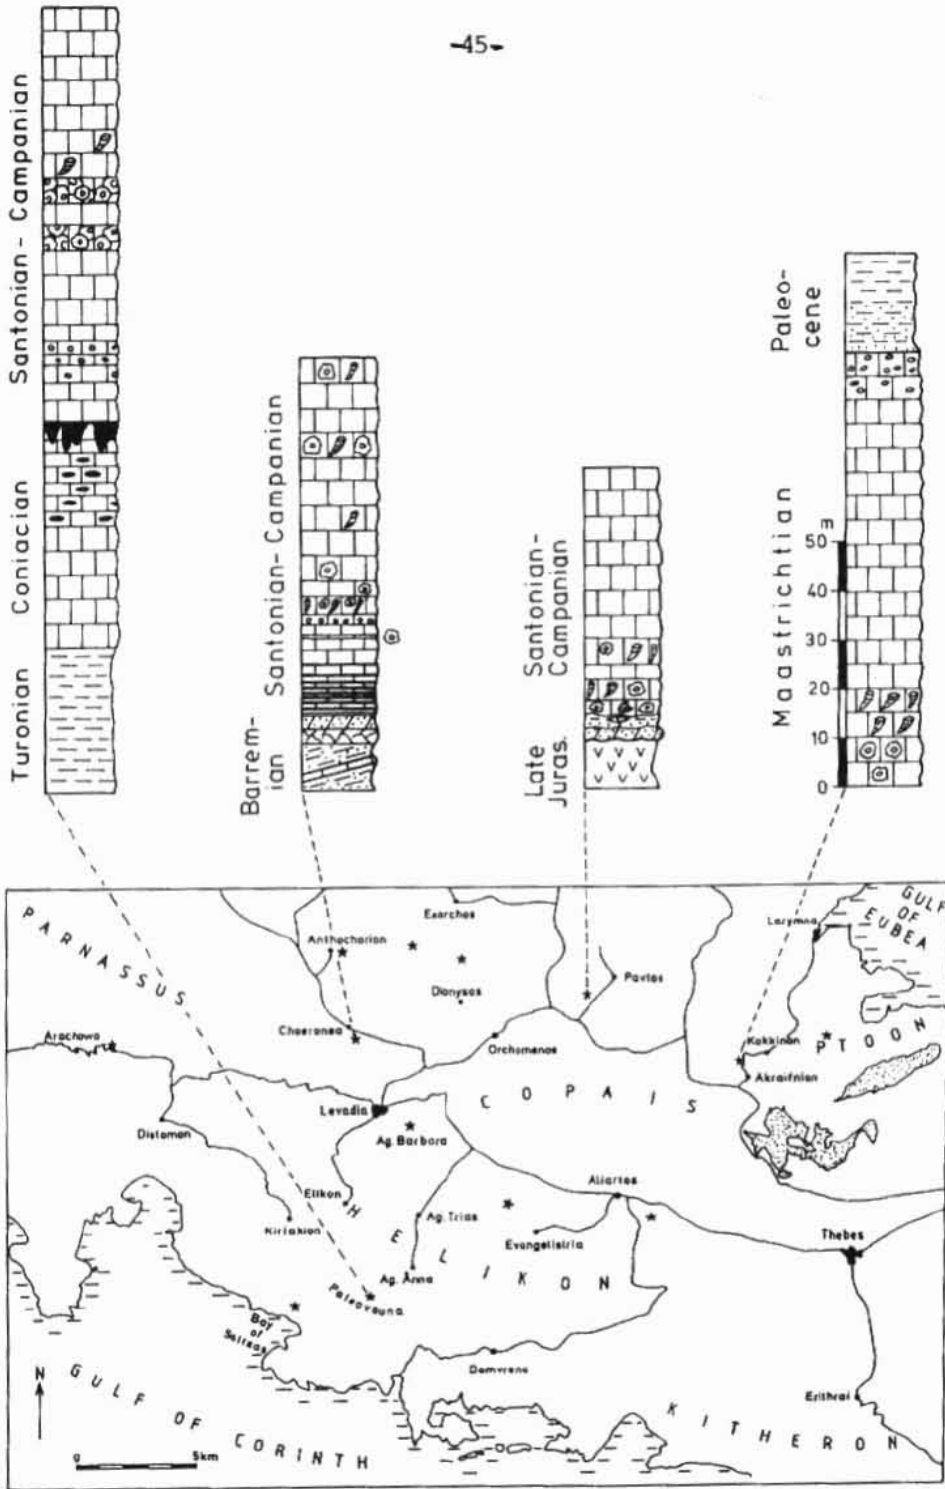 -45-
Santonian - Campanian
Coniacian
Turonian
Santonian - Campanian
Barrem-
ian
Santonian -
Campanian
Late
Juras.
Paleo-
cene
Maastrichtian
m
50
40
30
20
10
0
PARNASSUS
Exarchos
Anthochorion
Dionysos
Pavlos
Larymna
GULF
OF
EUBEA
Arachowa
Chaeronea
Orchomenos
Kokkinon
PTOON
Akraifnion
COPAIS
Levadia
Distomon
Ag. Barbara
Elikon
Aliartos
Kiriakion
Ag. Trias
Evangelistria
Thebes
HELIKON
Ag. Anna
Paleovouna
Bay
of
Domvrena
Erithrai
N
GULF OF CORINTH
KITHERON
0
5km